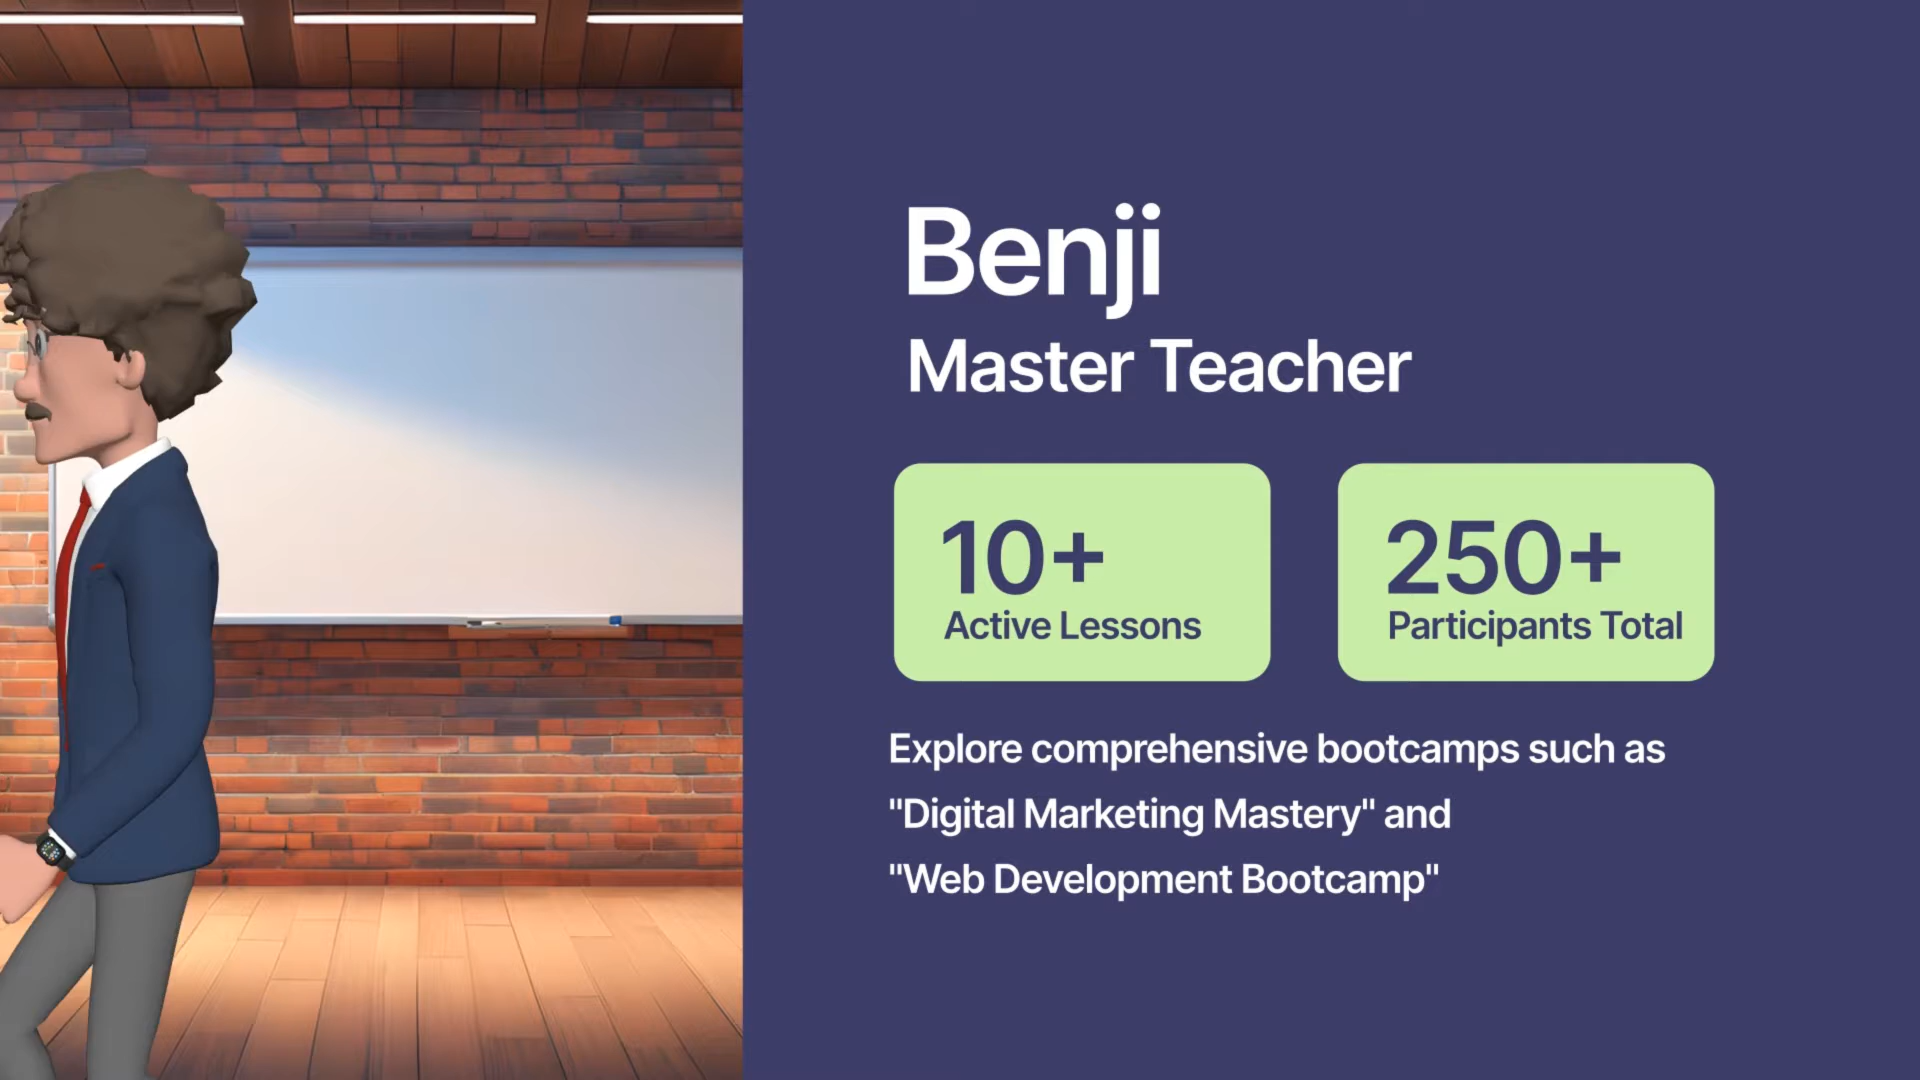 Benji
Master Teacher
10+
Active Lessons
250+
Participants Total
Explore comprehensive bootcamps such as
"Digital Marketing Mastery" and
"Web Development Bootcamp"